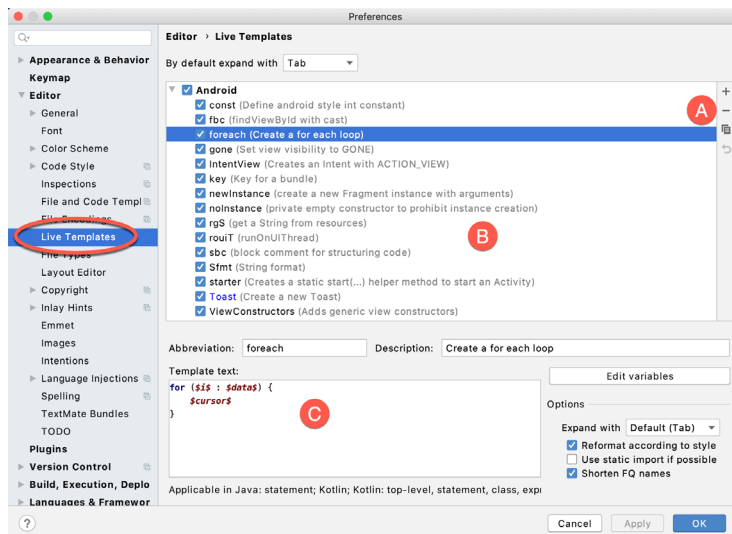 Preferences
Editor › Live Templates
Appearance & Behavior
Keymap
Editor
General
Font
Color Scheme
Code Style
Inspections
File and Code Templ
File Encodings
Live Templates
File Types
Layout Editor
Copyright
Inlay Hints
Emmet
Images
Intentions
Language Injections
Spelling
TextMate Bundles
TODO
Plugins
Version Control
Build, Execution, Deplo
Languages & Framewor
By default expand with Tab
Android
const (Define android style int constant)
fbc (findViewById with cast)
foreach (Create a for each loop)
gone (Set view visibility to GONE)
IntentView (Creates an Intent with ACTION_VIEW)
key (Key for a bundle)
newInstance (create a new Fragment instance with arguments)
noInstance (private empty constructor to prohibit instance creation)
rgS (get a String from resources)
rouiT (runOnUIThread)
sbc (block comment for structuring code)
Sfmt (String format)
starter (Creates a static start(...) helper method to start an Activity)
Toast (Create a new Toast)
ViewConstructors (Adds generic view constructors)
A
B
Abbreviation: foreach Description: Create a for each loop
Template text:
for ($i$ : $data$) {
$cursor$
}
C
Edit variables
Options
Expand with Default (Tab)
Reformat according to style
Use static import if possible
Shorten FQ names
Applicable in Java: statement; Kotlin; Kotlin: top-level, statement, class, expr
? Cancel Apply OK